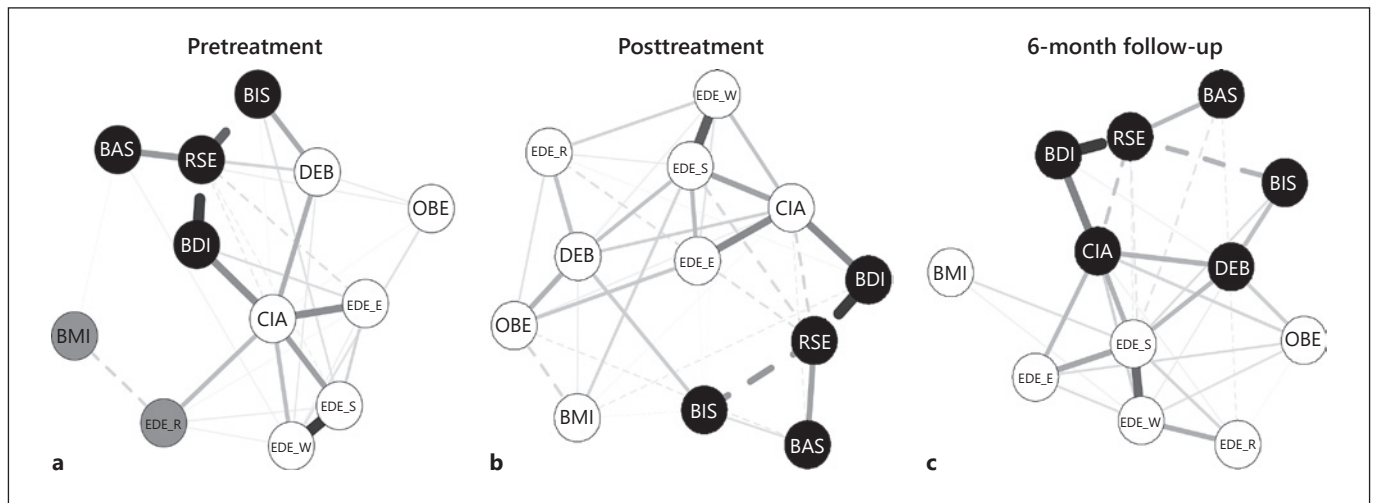 Pretreatment
BIS
BAS
RSE
DEB
OBE
BDI
EDE_E
CIA
BMI
EDE_S
EDE_R
EDE_W
a
Posttreatment
EDE_W
EDE_R
EDE_S
CIA
DEB
EDE_E
BDI
OBE
RSE
BIS
BMI
BAS
b
6-month follow-up
BAS
RSE
BDI
BIS
CIA
DEB
BMI
EDE_S
OBE
EDE_E
EDE_W
EDE_R
c